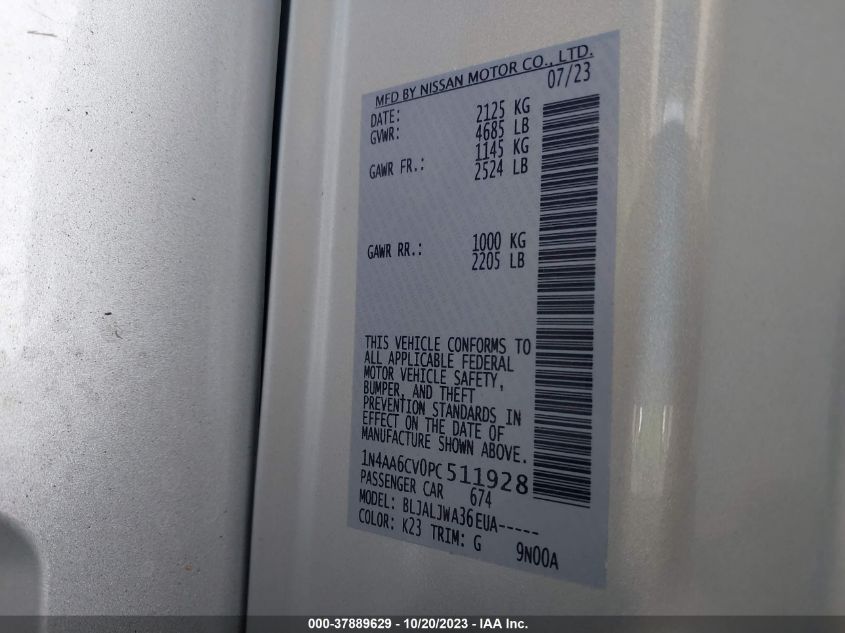 MFD BY NISSAN MOTOR CO., LTD.
DATE: 07/23
GVWR: 2125 KG
4685 LB
GAWR FR.: 1145 KG
2524 LB
GAWR RR.: 1000 KG
2205 LB
THIS VEHICLE CONFORMS TO
ALL APPLICABLE FEDERAL
MOTOR VEHICLE SAFETY,
BUMPER, AND THEFT
PREVENTION STANDARDS IN
EFFECT ON THE DATE OF
MANUFACTURE SHOWN ABOVE.
1N4AA6CV0PC511928
PASSENGER CAR 674
MODEL: BLJALJWA36EUA-----
COLOR: K23 TRIM: G 9N00A
000-37889629 - 10/20/2023 - IAA Inc.